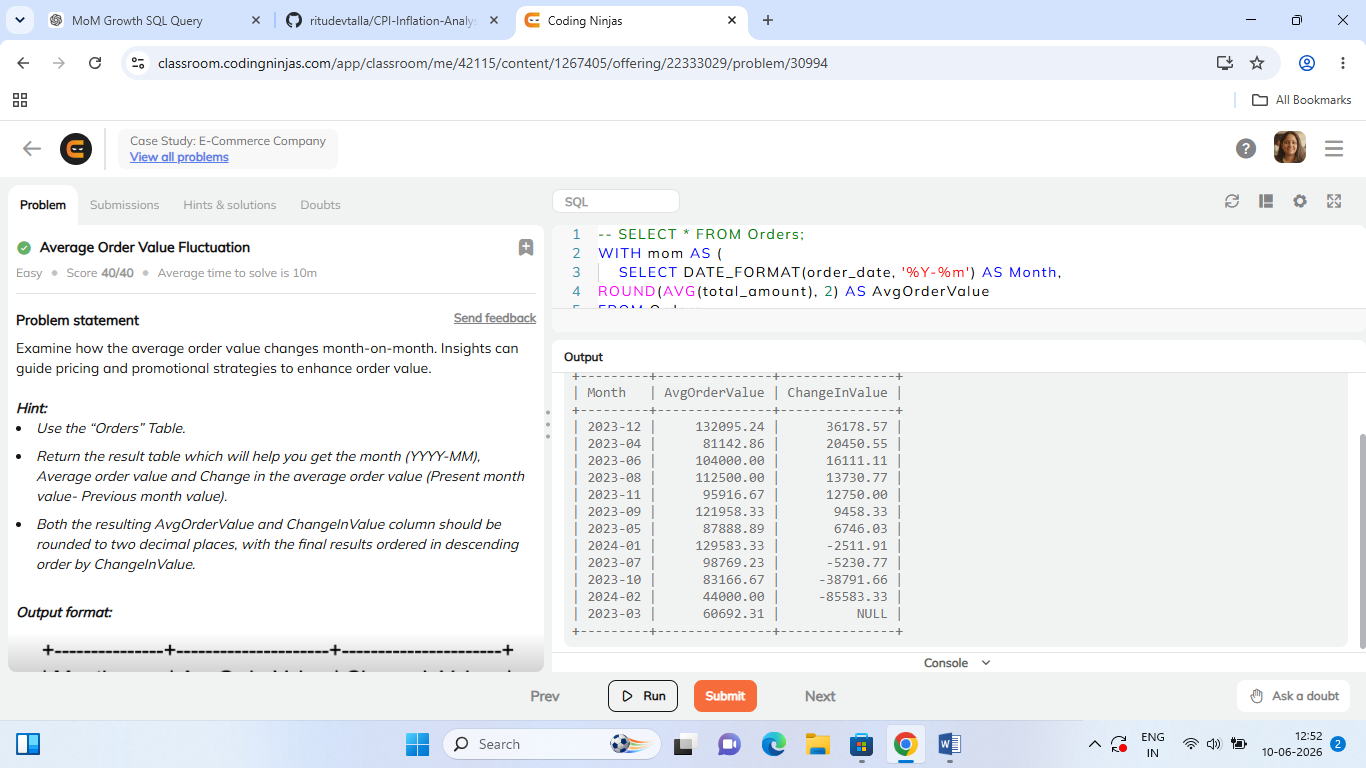 MoM Growth SQL Query
ritudevtalla/CPI-Inflation-Analys
Coding Ninjas
classroom.codingninjas.com/app/classroom/me/42115/content/1267405/offering/22333029/problem/30994
All Bookmarks
Case Study: E-Commerce Company
View all problems
Problem
Submissions
Hints & solutions
Doubts
Average Order Value Fluctuation
Easy
Score 40/40
Average time to solve is 10m
Problem statement
Send feedback
Examine how the average order value changes month-on-month. Insights can
guide pricing and promotional strategies to enhance order value.
Hint:
Use the “Orders” Table.
Return the result table which will help you get the month (YYYY-MM),
Average order value and Change in the average order value (Present month
value- Previous month value).
Both the resulting AvgOrderValue and ChangeInValue column should be
rounded to two decimal places, with the final results ordered in descending
order by ChangeInValue.
Output format:
+---------------+----------------------+----------------------+
SQL
1 -- SELECT * FROM Orders;
2 WITH mom AS (
3 SELECT DATE_FORMAT(order_date, '%Y-%m') AS Month,
4 ROUND(AVG(total_amount), 2) AS AvgOrderValue
Output
+---------+---------------+---------------+
| Month   | AvgOrderValue | ChangeInValue |
+---------+---------------+---------------+
| 2023-12 |     132095.24 |      36178.57 |
| 2023-04 |      81142.86 |      20450.55 |
| 2023-06 |     104000.00 |      16111.11 |
| 2023-08 |     112500.00 |      13730.77 |
| 2023-11 |      95916.67 |      12750.00 |
| 2023-09 |     121958.33 |       9458.33 |
| 2023-05 |      87888.89 |       6746.03 |
| 2024-01 |     129583.33 |      -2511.91 |
| 2023-07 |      98769.23 |      -5230.77 |
| 2023-10 |      83166.67 |     -38791.66 |
| 2024-02 |      44000.00 |     -85583.33 |
| 2023-03 |      60692.31 |          NULL |
+---------+---------------+---------------+
Console
Prev
Run
Submit
Next
Ask a doubt
Search
ENG
IN
12:52
10-06-2026
2